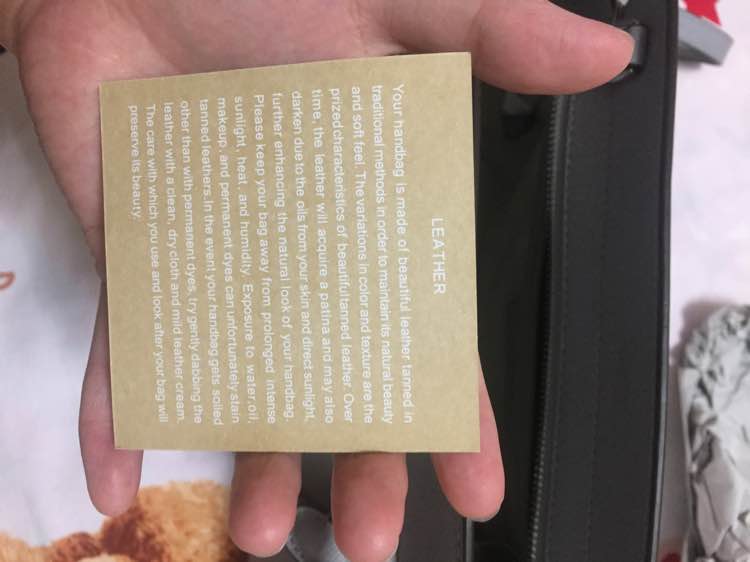 LEATHER
Your handbag is made of beautiful leather tanned in
traditional methods in order to maintain its natural beauty
and soft feel. The variations in color and texture are the
prized characteristics of beautiful tanned leather. Over
time, the leather will acquire a patina and may also
darken due to the oils from your skin and direct sunlight,
further enhancing the natural look of your handbag.
Please keep your bag away from prolonged intense
sunlight, heat, and humidity. Exposure to water, oil,
makeup, and permanent dyes can unfortunately stain
tanned leathers. In the event your handbag gets soiled
other than with permanent dyes, try gently dabbing the
leather with a clean, dry cloth and mild leather cream.
The care with which you use and look after your bag will
preserve its beauty.